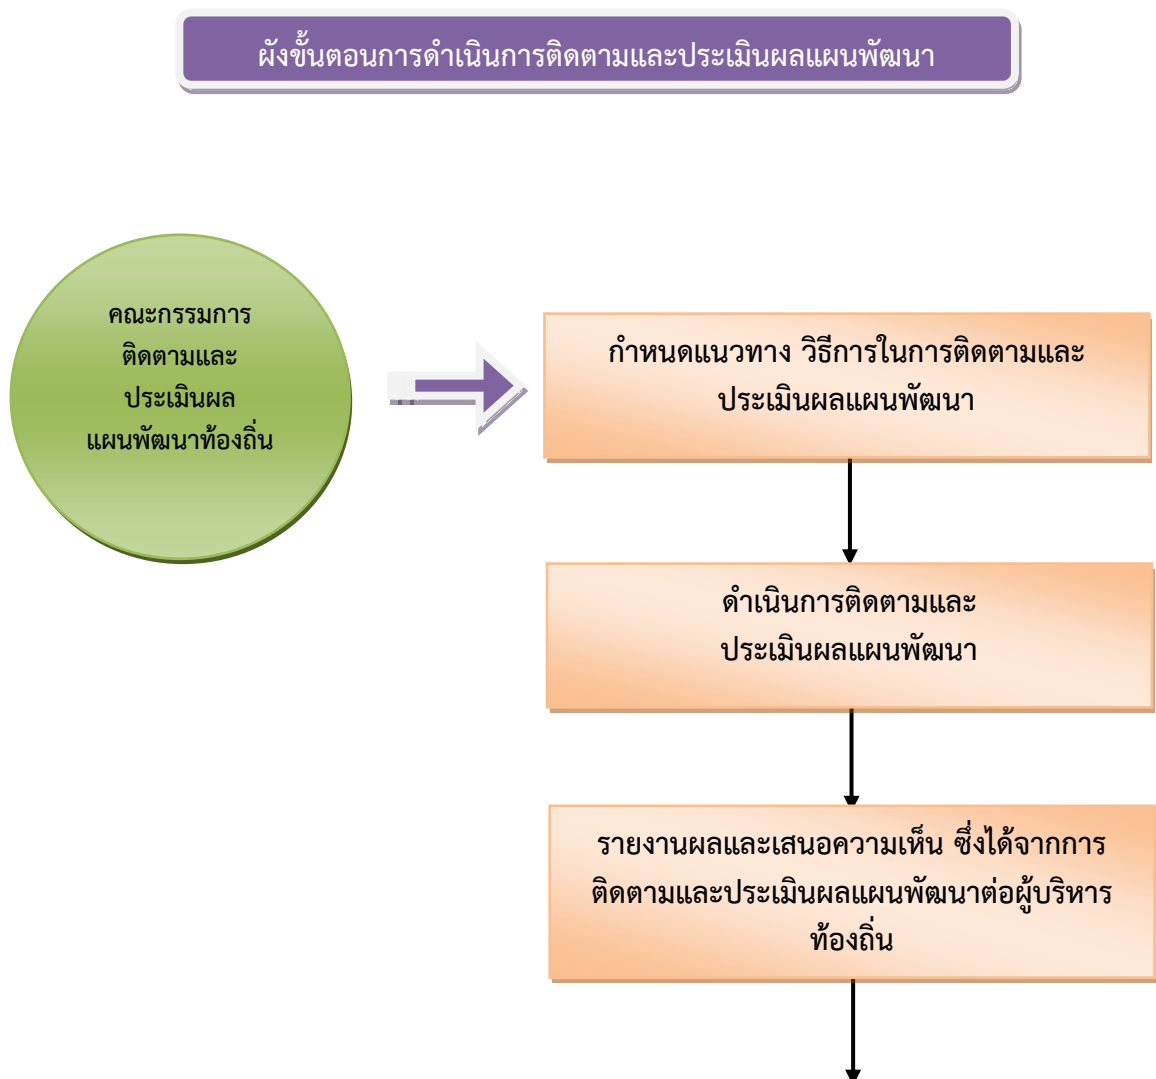 ผังขั้นตอนการดำเนินการติดตามและประเมินผลแผนพัฒนา
คณะกรรมการ
ติดตามและ
ประเมินผล
แผนพัฒนาท้องถิ่น
กำหนดแนวทาง วิธีการในการติดตามและ
ประเมินผลแผนพัฒนา
ดำเนินการติดตามและ
ประเมินผลแผนพัฒนา
รายงานผลและเสนอความเห็น ซึ่งได้จากการ
ติดตามและประเมินผลแผนพัฒนาต่อผู้บริหาร
ท้องถิ่น